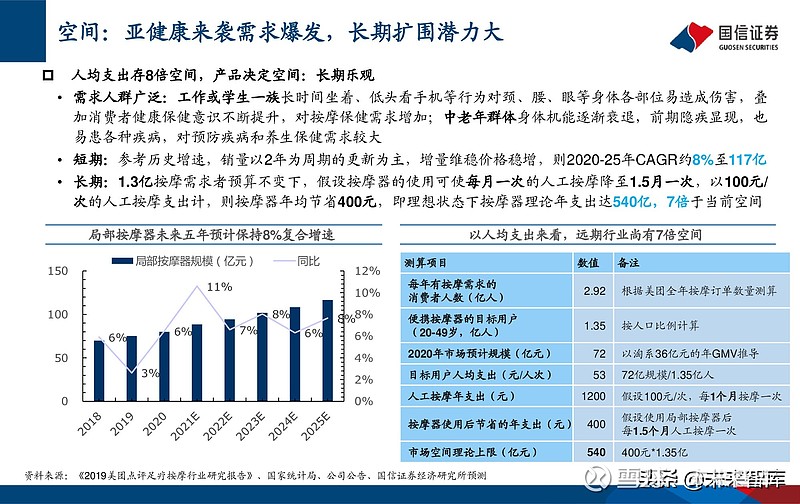 空间：亚健康来袭需求爆发，长期扩围潜力大
国信证券
GUOSEN SECURITIES
人均支出存8倍空间，产品决定空间：长期乐观
• 需求人群广泛：工作或学生一族长时间坐着、低头看手机等行为对颈、腰、眼等身体各部位易造成伤害，叠
加消费者健康保健意识不断提升，对按摩保健需求增加；中老年群体身体机能逐渐衰退，前期隐疾显现，也
易患各种疾病，对预防疾病和养生保健需求较大
• 短期：参考历史增速，销量以2年为周期的更新为主，增量维稳价格稳增，则2020-25年CAGR约8%至117亿
• 长期：1.3亿按摩需求者预算不变下，假设按摩器的使用可使每月一次的人工按摩降至1.5月一次，以100元/
次的人工按摩支出计，则按摩器年均节省400元，即理想状态下按摩器理论年支出达540亿，7倍于当前空间
局部按摩器未来五年预计保持8%复合增速
局部按摩器规模（亿元） 同比
150 12%
10%
100 8%
6%
50 4%
2%
0 0%
6% 3% 6% 11% 7% 8% 6% 8%
2018 2019 2020 2021E 2022E 2023E 2024E 2025E
以人均支出来看，远期行业尚有7倍空间
测算项目 数值 备注
每年有按摩需求的
消费者人数（亿人） 2.92 根据美团全年按摩订单数量测算
便携按摩器的目标用户
（20-49岁，亿人） 1.35 按人口比例计算
2020年市场预计规模（亿元） 72 以淘系36亿元的年GMV推导
目标用户人均支出（元/人次） 53 72亿规模/1.35亿人
人工按摩年支出（元） 1200 假设100元/次，每1个月按摩一次
按摩器使用后节省的年支出（元） 400 假设使用局部按摩器后
每1.5个月人工按摩一次
市场空间理论上限（亿元） 540 400元*1.35亿
资料来源：《2019美团点评足疗按摩行业研究报告》、国家统计局、公司公告、国信证券经济研究所预测
头条@未来智库